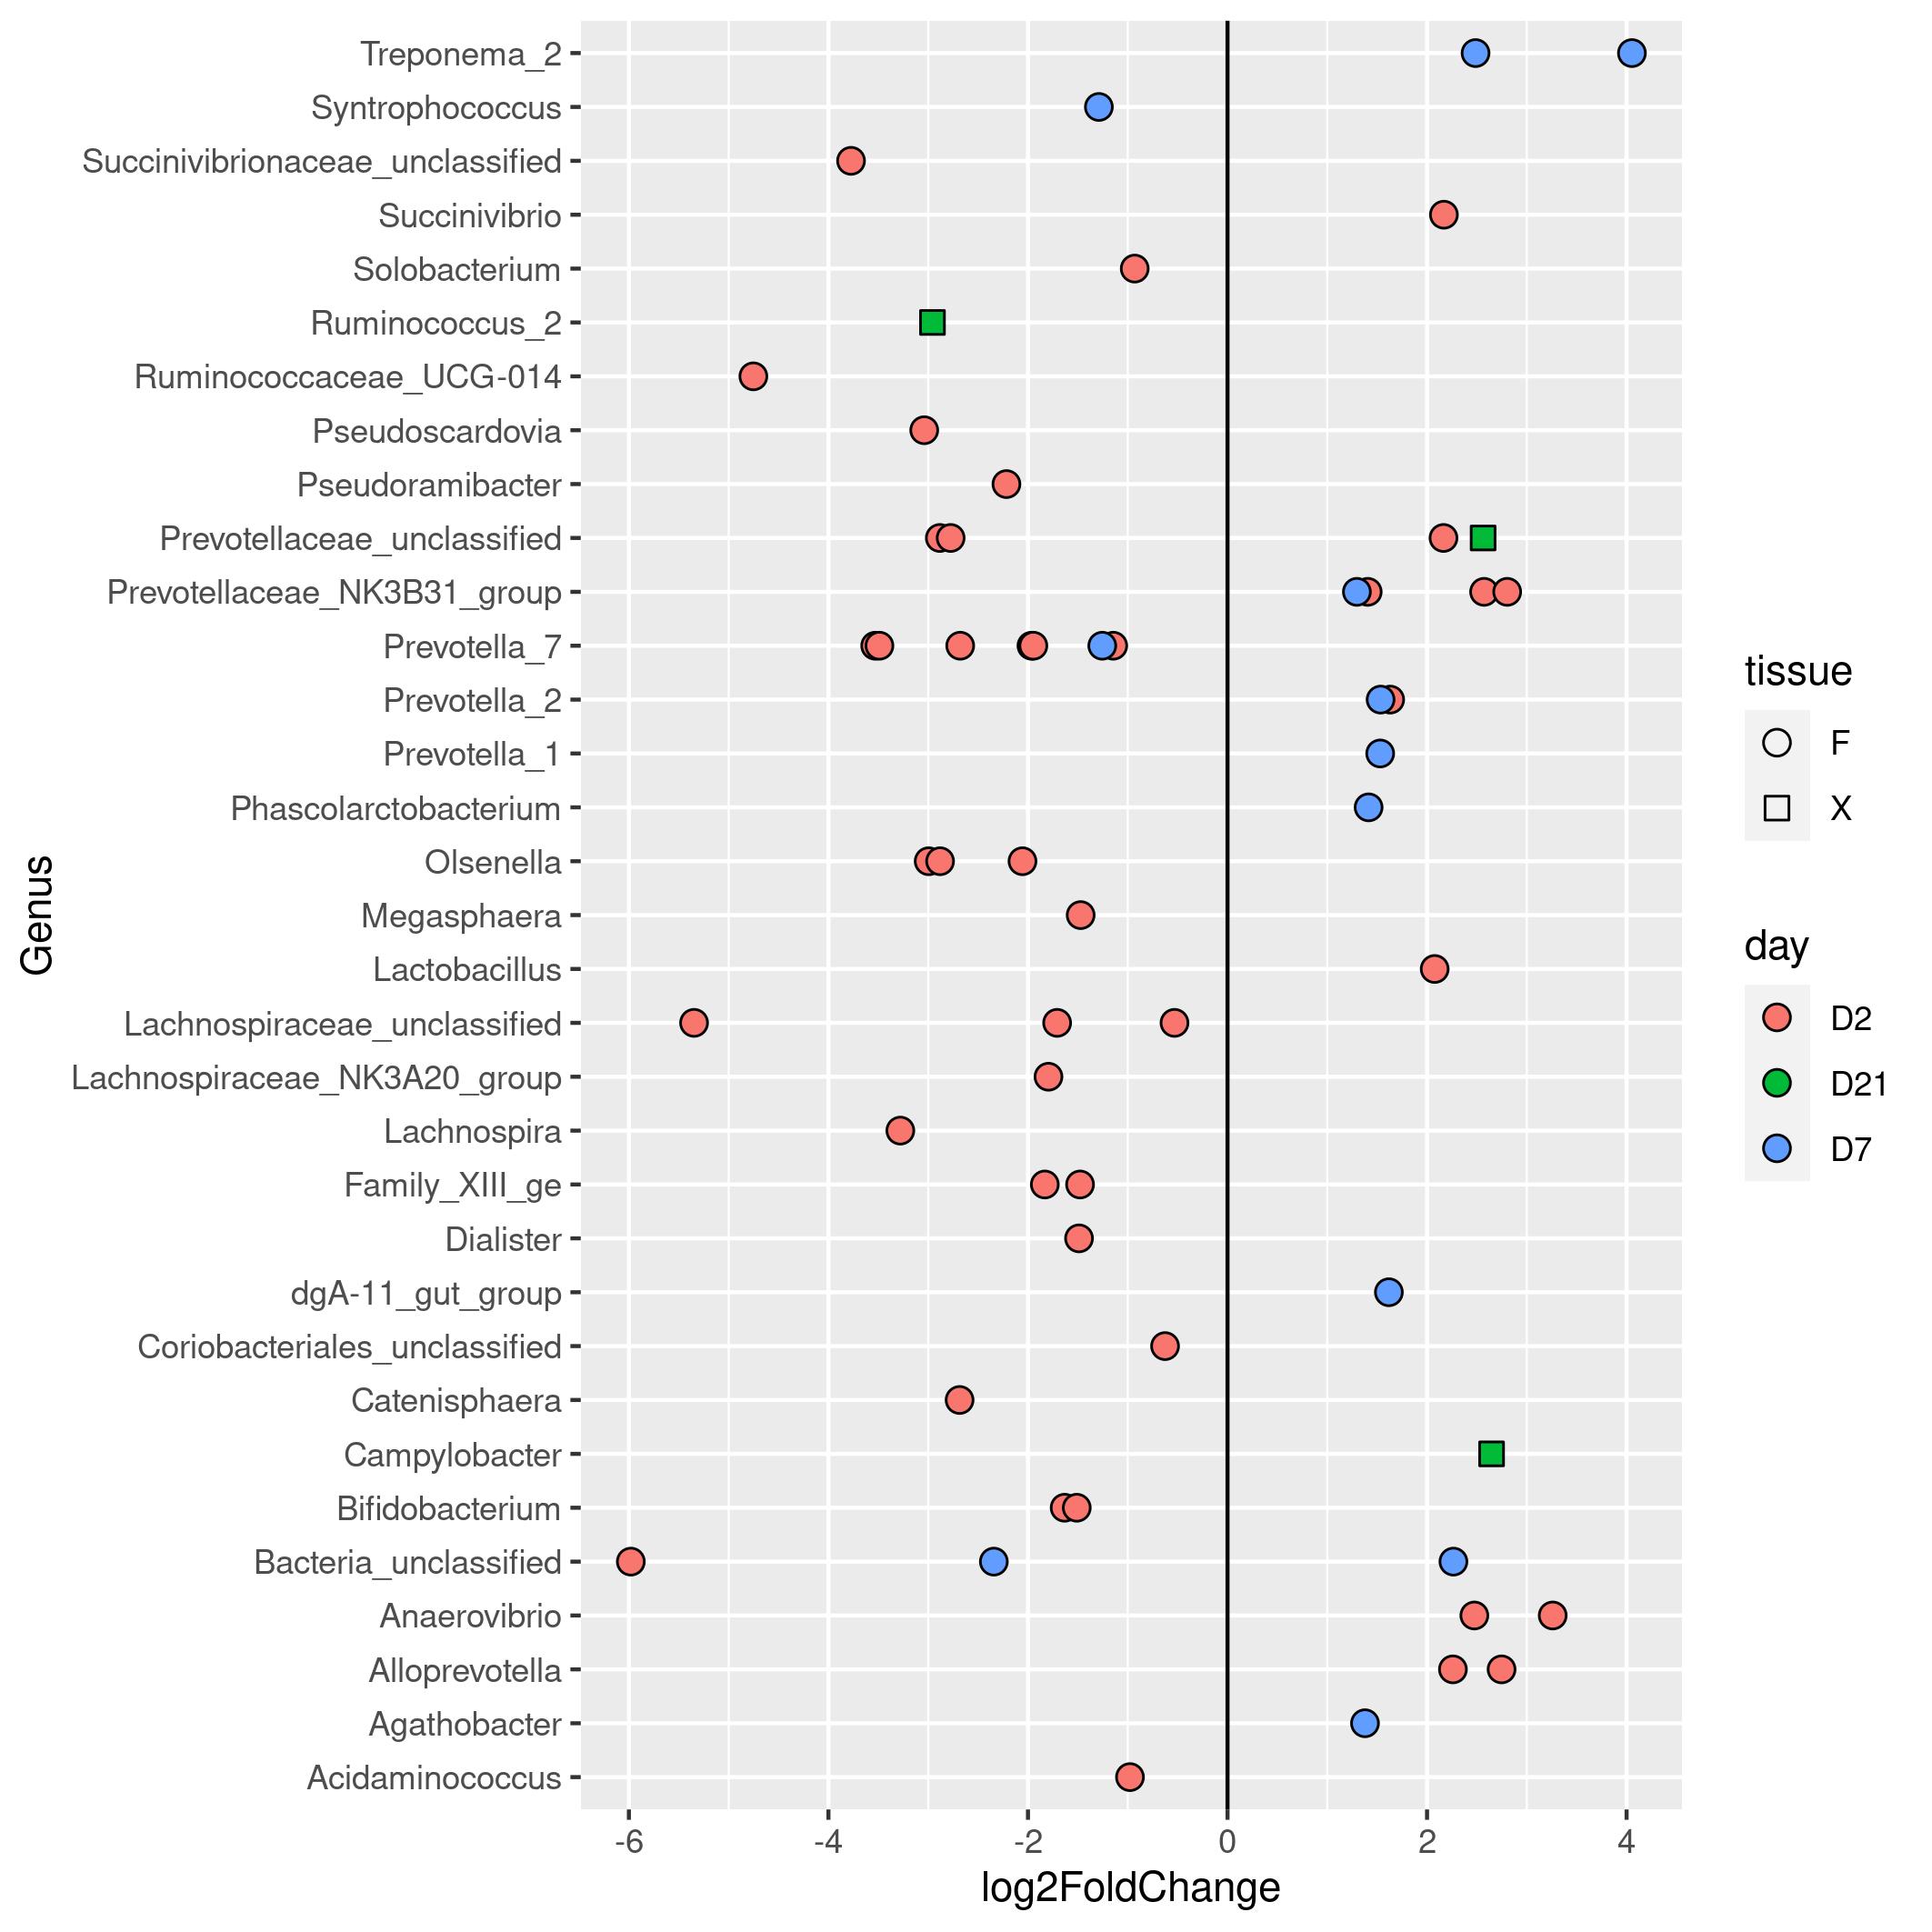 Treponema_2
Syntrophococcus
Succinivibrionaceae_unclassified
Succinivibrio
Solobacterium
Ruminococcus_2
Ruminococcaceae_UCG-014
Pseudoscardovia
Pseudoramibacter
Prevotellaceae_unclassified
Prevotellaceae_NK3B31_group
Prevotella_7
Prevotella_2
Prevotella_1
Phascolarctobacterium
Olsenella
Megasphaera
Lactobacillus
Lachnospiraceae_unclassified
Lachnospiraceae_NK3A20_group
Lachnospira
Family_XIII_ge
Dialister
dgA-11_gut_group
Coriobacteriales_unclassified
Catenisphaera
Campylobacter
Bifidobacterium
Bacteria_unclassified
Anaerovibrio
Alloprevotella
Agathobacter
Acidaminococcus
Genus
-6 -4 -2 0 2 4
log2FoldChange
tissue
F
X
day
D2
D21
D7